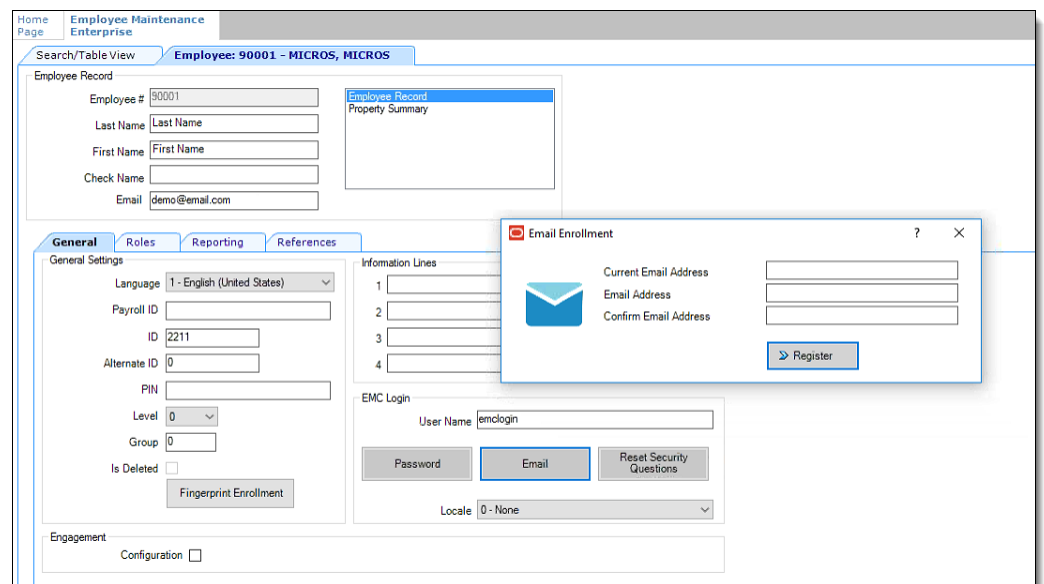 Home Page
Employee Maintenance Enterprise
Search/Table View
Employee: 90001 - MICROS, MICROS
Employee Record
Employee # 90001
Last Name Last Name
First Name First Name
Check Name
Email demo@email.com
Employee Record
Property Summary
General
Roles
Reporting
References
General Settings
Language 1 - English (United States)
Payroll ID
ID 2211
Alternate ID 0
PIN
Level 0
Group 0
Is Deleted
Fingerprint Enrollment
Information Lines
1
2
3
4
Email Enrollment
?
Current Email Address
Email Address
Confirm Email Address
Register
EMC Login
User Name emclogin
Password
Email
Reset Security
Questions
Locale 0 - None
Engagement
Configuration